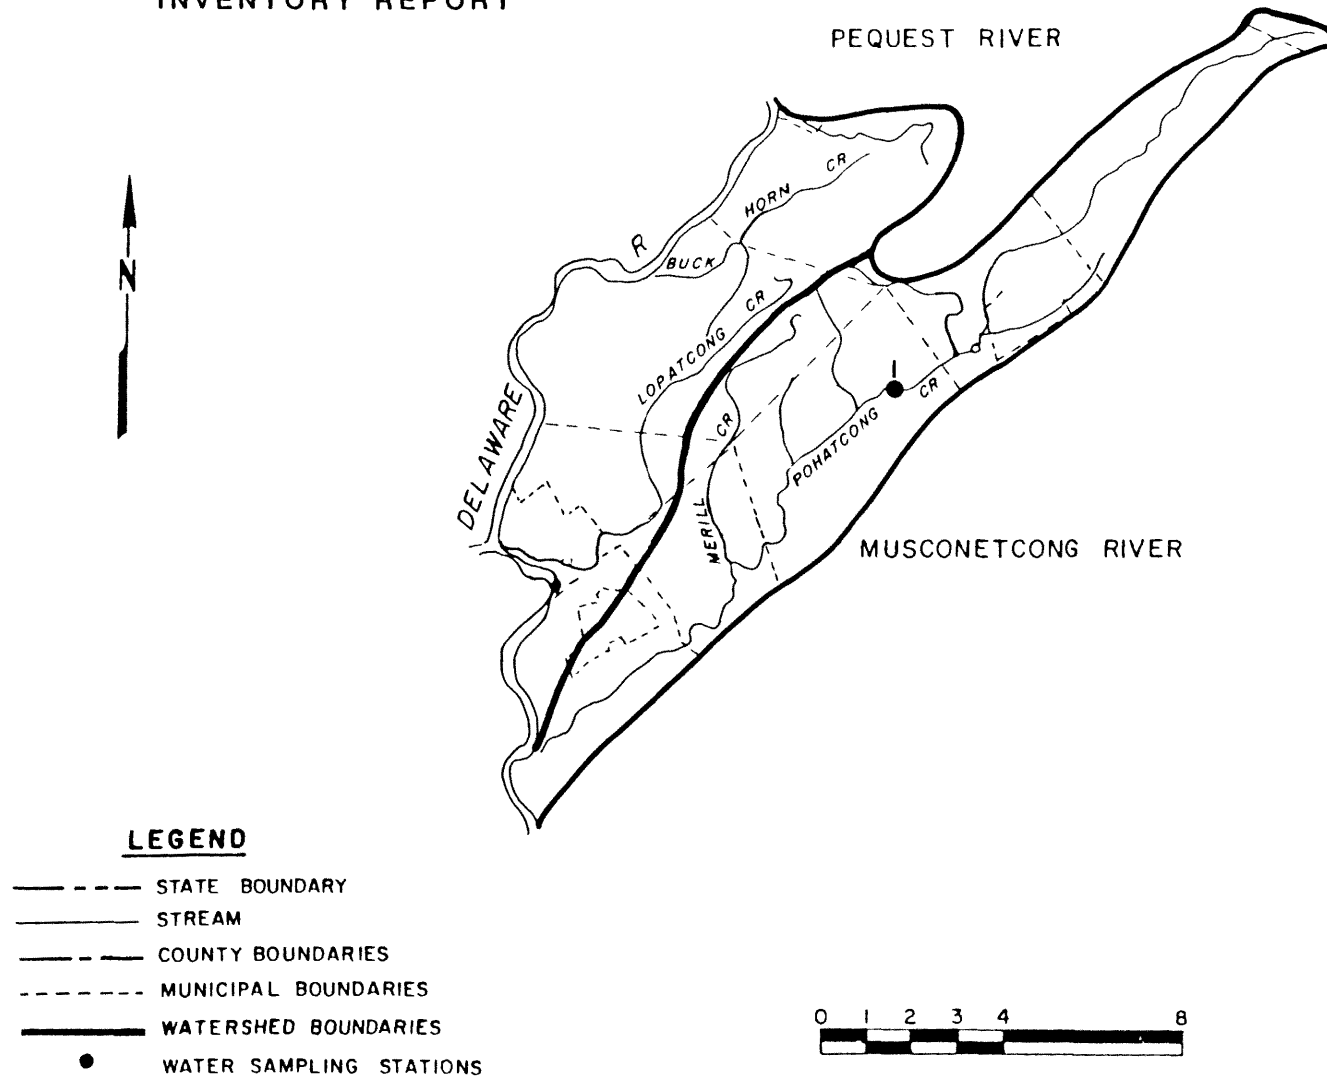 INVENTORY REPORT
PEQUEST RIVER
N
R
BUCK HORN CR
LOPATCONG CR
DELAWARE
1
POHATCONG CR
MERILL CR
MUSCONETCONG RIVER
LEGEND
STATE BOUNDARY
STREAM
COUNTY BOUNDARIES
MUNICIPAL BOUNDARIES
WATERSHED BOUNDARIES
WATER SAMPLING STATIONS
0 1 2 3 4 8